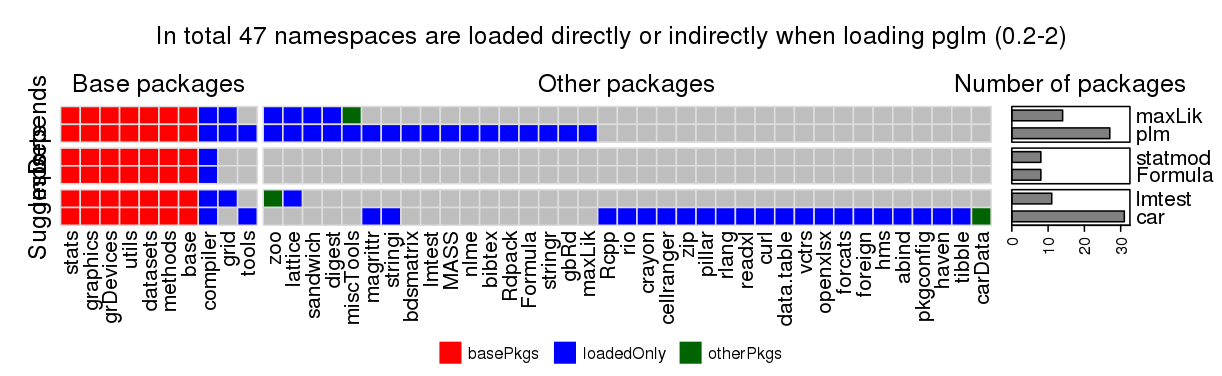 In total 47 namespaces are loaded directly or indirectly when loading pglm (0.2-2)
Base packages
Other packages
Number of packages
Depends
Imports
Suggests
maxLik
plm
statmod
Formula
lmtest
car
0
10
20
30
stats
graphics
grDevices
utils
datasets
methods
base
compiler
grid
tools
zoo
lattice
sandwich
digest
miscTools
magrittr
stringi
bdsmatrix
lmtest
MASS
nlme
bibtex
Rdpack
Formula
stringr
gbRd
maxLik
Rcpp
rio
crayon
cellranger
zip
pillar
rlang
readxl
curl
data.table
vctrs
openxlsx
forcats
foreign
hms
abind
pkgconfig
haven
tibble
carData
basePkgs
loadedOnly
otherPkgs